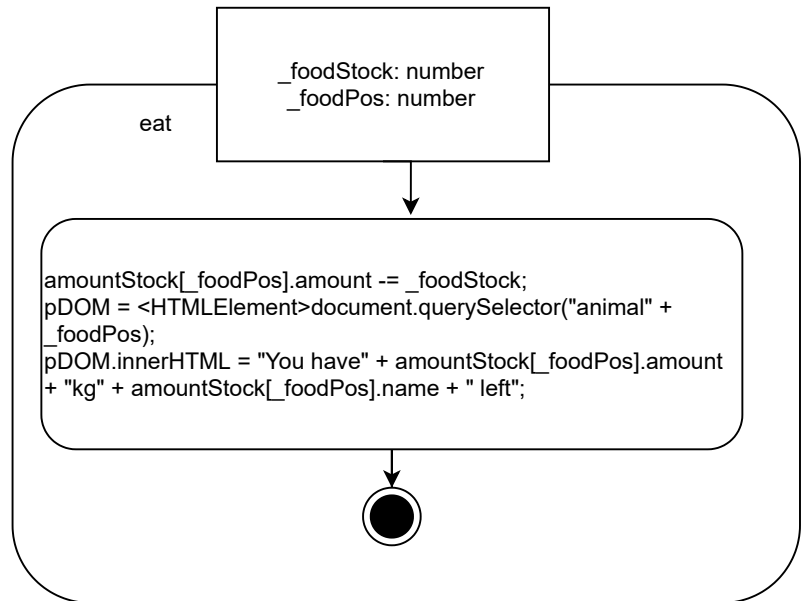 _foodStock: number
_foodPos: number
eat
amountStock[_foodPos].amount -= _foodStock;
pDOM = <HTMLElement>document.querySelector("animal" +
_foodPos);
pDOM.innerHTML = "You have" + amountStock[_foodPos].amount
+ "kg" + amountStock[_foodPos].name + " left";